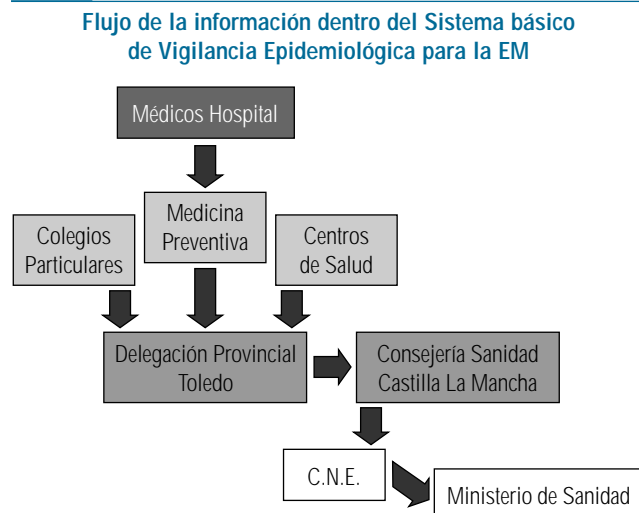 Flujo de la información dentro del Sistema básico
de Vigilancia Epidemiológica para la EM
Médicos Hospital
Colegios
Particulares
Medicina
Preventiva
Centros
de Salud
Delegación Provincial
Toledo
Consejería Sanidad
Castilla La Mancha
C.N.E.
Ministerio de Sanidad